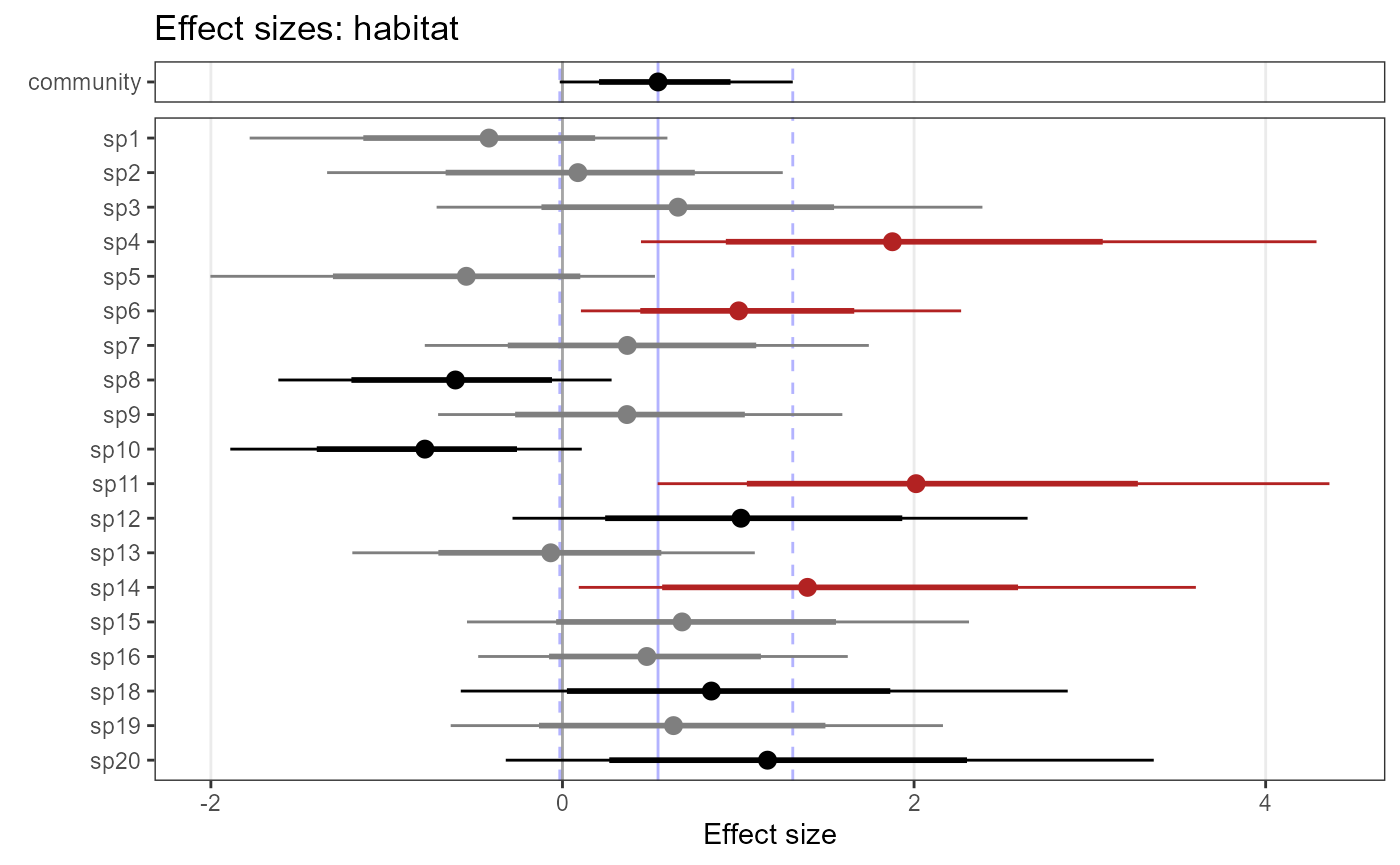 Effect sizes: habitat
community
sp1
sp2
sp3
sp4
sp5
sp6
sp7
sp8
sp9
sp10
sp11
sp12
sp13
sp14
sp15
sp16
sp18
sp19
sp20
-2 0 2 4
Effect size